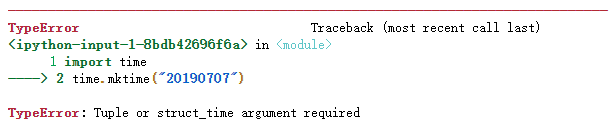 TypeError Traceback (most recent call last)
<ipython-input-1-8bdb42696f6a> in <module>
1 import time
----> 2 time.mktime("20190707")
TypeError: Tuple or struct_time argument required